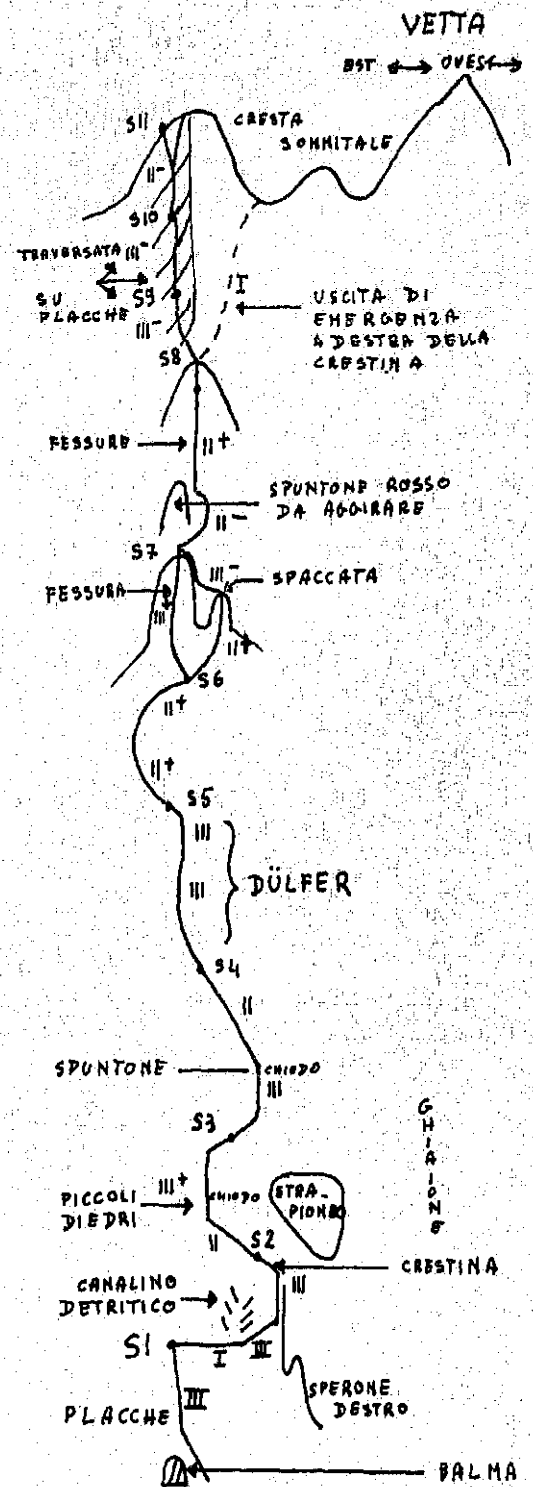 VETTA
EST OVEST
S11
CRESTA
SOMMITALE
II-
S10
TRAVERSATA III-
SU
PLACCHE
S9
III-
I
USCITA DI
EMERGENZA
A DESTRA DELLA
CRESTINA
S8
FESSURE
II+
SPUNTONE ROSSO
DA AGGIRARE
II-
S7
FESSURA
III+
III-
SPACCATA
II+
S6
II+
II+
S5
III
III
DÜLFER
S4
II
SPUNTONE
CHIODO
III
S3
GHIAIONE
III+
PICCOLI
DIEDRI
CHIODO
STRA-
PIOMBO
II
S2
CRESTINA
III
CANALINO
DETRITICO
S1
I
III
SPERONE
DESTRO
III
PLACCHE
BALMA